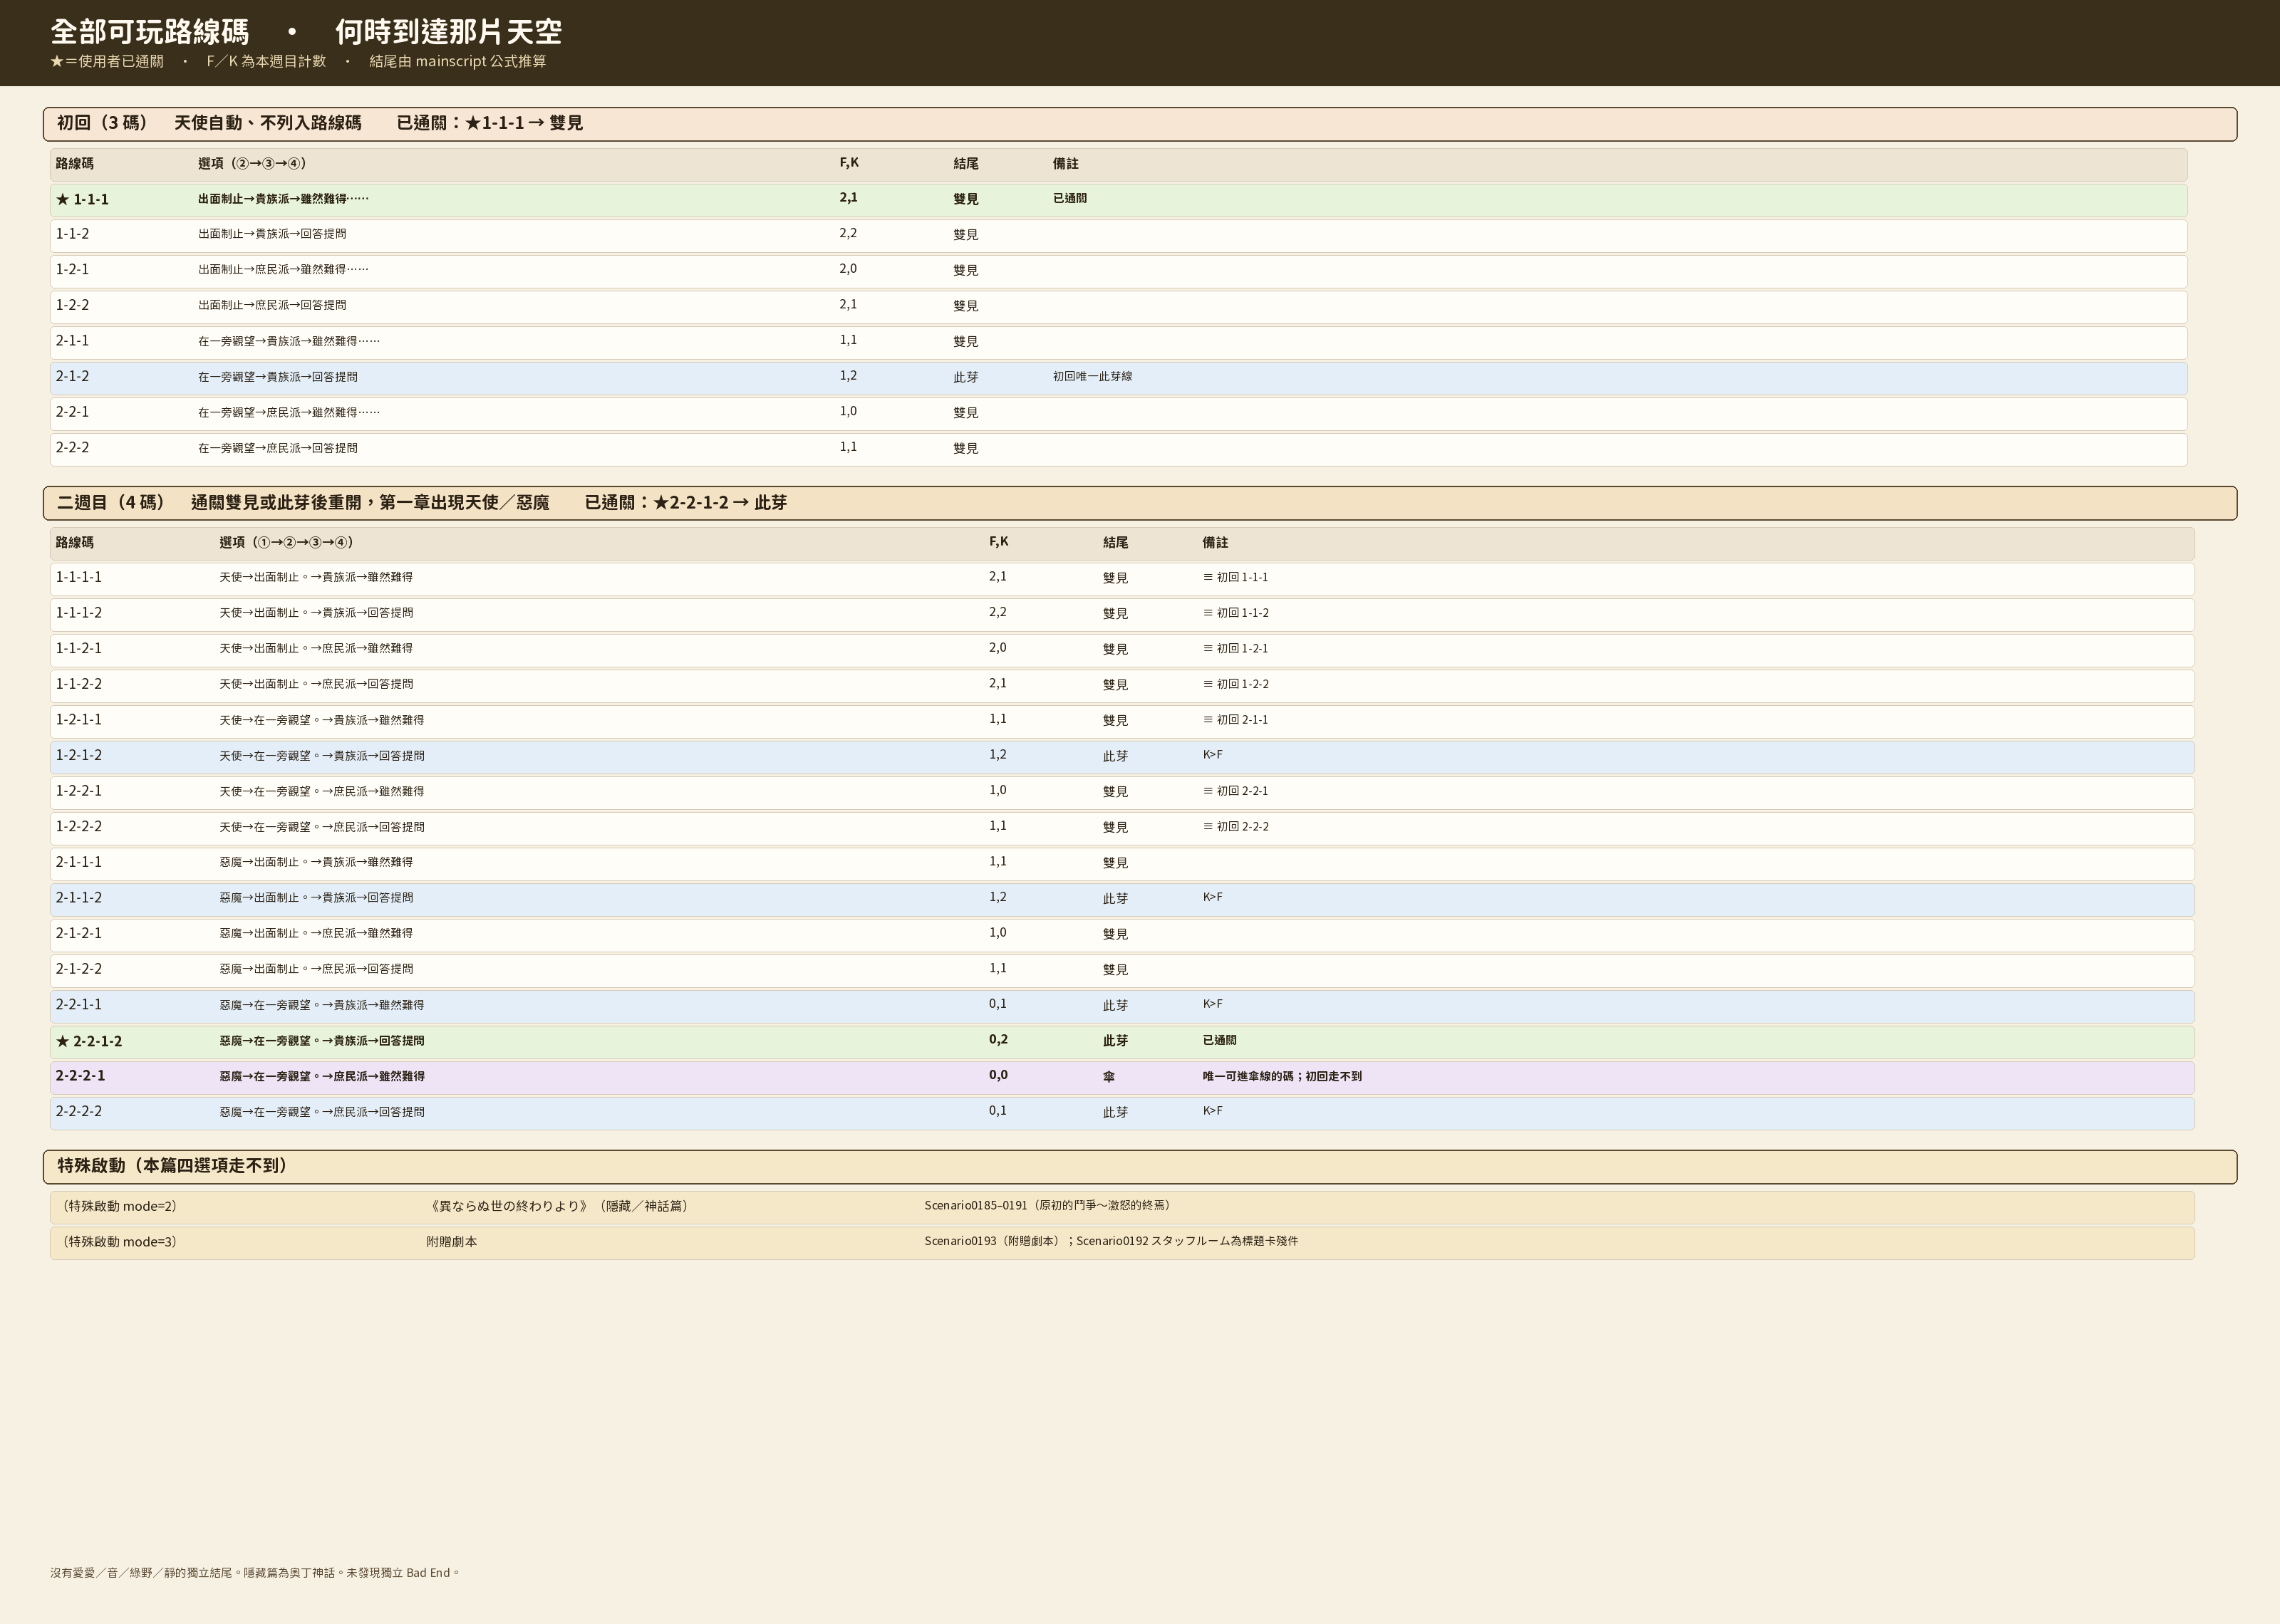 全部可玩路線碼 ・ 何時到達那片天空
★＝使用者已通關 ・ F／K 為本週目計數 ・ 結尾由 mainscript 公式推算
初回（3 碼） 天使自動、不列入路線碼 已通關：★1-1-1 → 雙見
路線碼 選項（②→③→④） F,K 結尾 備註
★ 1-1-1 出面制止→貴族派→雖然難得…… 2,1 雙見 已通關
1-1-2 出面制止→貴族派→回答提問 2,2 雙見
1-2-1 出面制止→庶民派→雖然難得…… 2,0 雙見
1-2-2 出面制止→庶民派→回答提問 2,1 雙見
2-1-1 在一旁觀望→貴族派→雖然難得…… 1,1 雙見
2-1-2 在一旁觀望→貴族派→回答提問 1,2 此芽 初回唯一此芽線
2-2-1 在一旁觀望→庶民派→雖然難得…… 1,0 雙見
2-2-2 在一旁觀望→庶民派→回答提問 1,1 雙見
二週目（4 碼） 通關雙見或此芽後重開，第一章出現天使／惡魔 已通關：★2-2-1-2 → 此芽
路線碼 選項（①→②→③→④） F,K 結尾 備註
1-1-1-1 天使→出面制止。→貴族派→雖然難得 2,1 雙見 ≡ 初回 1-1-1
1-1-1-2 天使→出面制止。→貴族派→回答提問 2,2 雙見 ≡ 初回 1-1-2
1-1-2-1 天使→出面制止。→庶民派→雖然難得 2,0 雙見 ≡ 初回 1-2-1
1-1-2-2 天使→出面制止。→庶民派→回答提問 2,1 雙見 ≡ 初回 1-2-2
1-2-1-1 天使→在一旁觀望。→貴族派→雖然難得 1,1 雙見 ≡ 初回 2-1-1
1-2-1-2 天使→在一旁觀望。→貴族派→回答提問 1,2 此芽 K>F
1-2-2-1 天使→在一旁觀望。→庶民派→雖然難得 1,0 雙見 ≡ 初回 2-2-1
1-2-2-2 天使→在一旁觀望。→庶民派→回答提問 1,1 雙見 ≡ 初回 2-2-2
2-1-1-1 惡魔→出面制止。→貴族派→雖然難得 1,1 雙見
2-1-1-2 惡魔→出面制止。→貴族派→回答提問 1,2 此芽 K>F
2-1-2-1 惡魔→出面制止。→庶民派→雖然難得 1,0 雙見
2-1-2-2 惡魔→出面制止。→庶民派→回答提問 1,1 雙見
2-2-1-1 惡魔→在一旁觀望。→貴族派→雖然難得 0,1 此芽 K>F
★ 2-2-1-2 惡魔→在一旁觀望。→貴族派→回答提問 0,2 此芽 已通關
2-2-2-1 惡魔→在一旁觀望。→庶民派→雖然難得 0,0 傘 唯一可進傘線的碼；初回走不到
2-2-2-2 惡魔→在一旁觀望。→庶民派→回答提問 0,1 此芽 K>F
特殊啟動（本篇四選項走不到）
（特殊啟動 mode=2） 《異ならぬ世の終わりより》（隱藏／神話篇） Scenario0185–0191（原初的鬥爭～激怒的終焉）
（特殊啟動 mode=3） 附贈劇本 Scenario0193（附贈劇本）；Scenario0192 スタッフルーム為標題卡殘件
沒有愛愛／音／綠野／靜的獨立結尾。隱藏篇為奧丁神話。未發現獨立 Bad End。